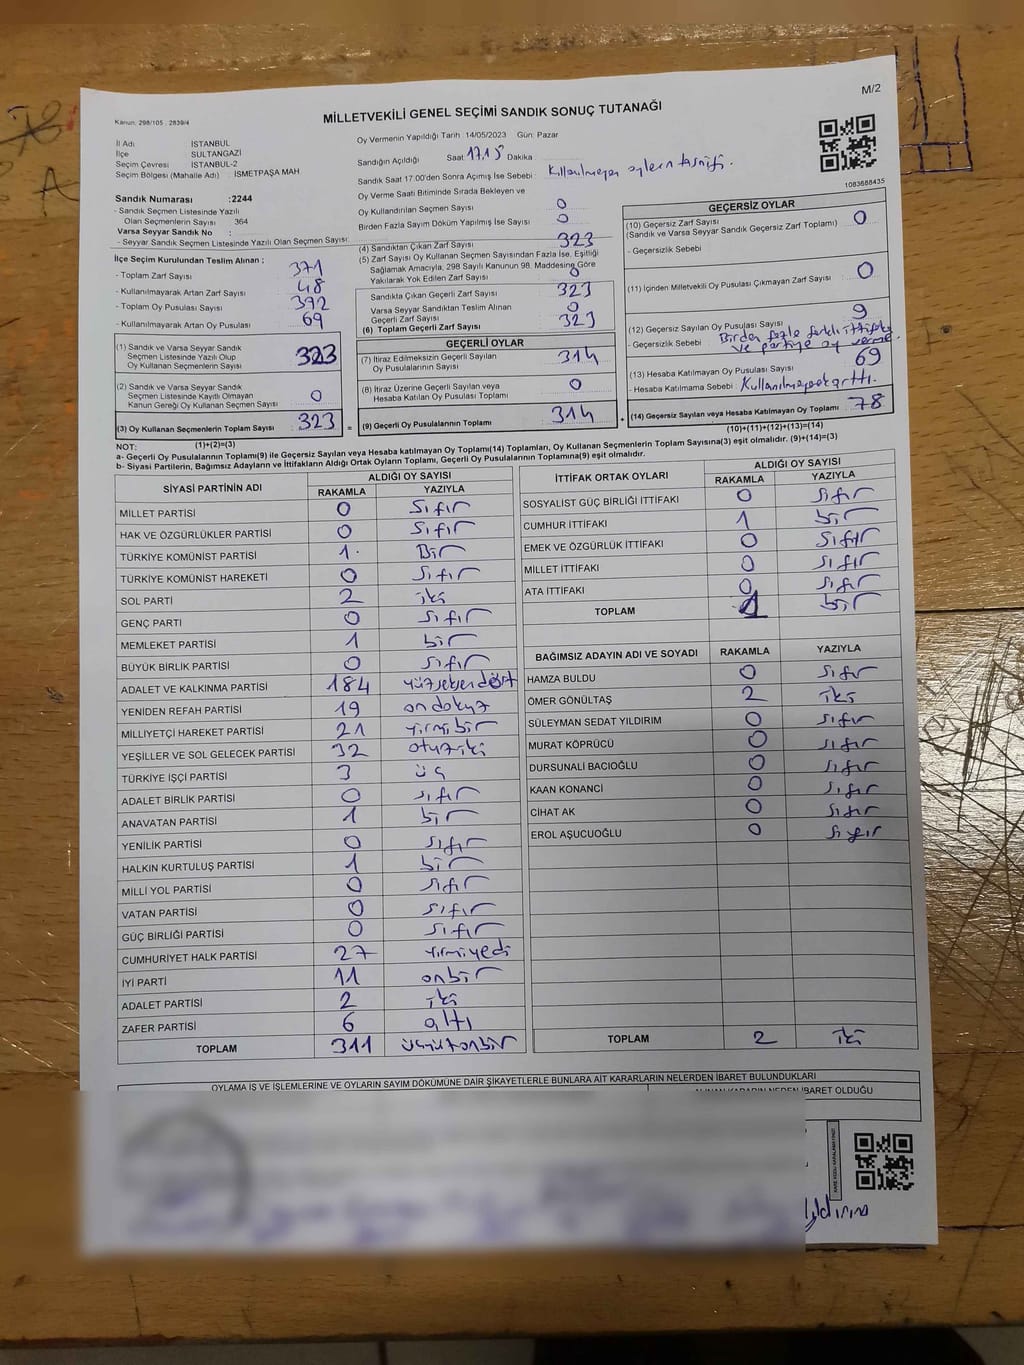 M/2
MİLLETVEKİLİ GENEL SEÇİMİ SANDIK SONUÇ TUTANAĞI
Kanun: 298/105 , 2839/4
İl Adı : İSTANBUL
İlçe SULTANGAZİ
Seçim Çevresi İSTANBUL-2
Seçim Bölgesi (Mahalle Adı) : İSMETPAŞA MAH
Sandık Numarası :2244
- Sandık Seçmen Listesinde Yazılı
Olan Seçmenlerin Sayısı : 364
Varsa Seyyar Sandık No :
- Seyyar Sandık Seçmen Listesinde Yazılı Olan Seçmen Sayısı:
Oy Vermenin Yapıldığı Tarih :14/05/2023 Gün: Pazar
Sandığın Açıldığı Saat 17.15 Dakika
Sandık Saat 17:00'den Sonra Açımış İse Sebebi : Kullanılmayan oyların tasnifi.
Oy Verme Saati Bitiminde Sırada Bekleyen ve
Oy Kullandırılan Seçmen Sayısı 0
Birden Fazla Sayım Döküm Yapılmış İse Sayısı 0
1083688435
İlçe Seçim Kurulundan Teslim Alınan ;
- Toplam Zarf Sayısı 371
- Kullanılmayarak Artan Zarf Sayısı 48
- Toplam Oy Pusulası Sayısı 392
- Kullanılmayarak Artan Oy Pusulası 69
(1) Sandık ve Varsa Seyyar Sandık
Seçmen Listesinde Yazılı Olup
Oy Kullanan Seçmenlerin Sayısı 323
(2) Sandık ve Varsa Seyyar Sandık
Seçmen Listesinde Kayıtlı Olmayan
Kanun Gereği Oy Kullanan Seçmen Sayısı 0
(3) Oy Kullanan Seçmenlerin Toplam Sayısı 323 =
(1)+(2)=(3)
(4) Sandıktan Çıkan Zarf Sayısı 323
(5) Zarf Sayısı Oy Kullanan Seçmen Sayısından Fazla İse, Eşitliği
Sağlamak Amacıyla, 298 Sayılı Kanunun 98. Maddesine Göre
Yakılarak Yok Edilen Zarf Sayısı 0
Sandıkta Çıkan Geçerli Zarf Sayısı 323
Varsa Seyyar Sandıktan Teslim Alınan
Geçerli Zarf Sayısı 0
(6) Toplam Geçerli Zarf Sayısı 323
GEÇERLİ OYLAR
(7) İtiraz Edilmeksizin Geçerli Sayılan
Oy Pusulalarının Sayısı 314
(8) İtiraz Üzerine Geçerli Sayılan veya
Hesaba Katılan Oy Pusulası Toplamı 0
(9) Geçerli Oy Pusulalarının Toplamı 314 +
GEÇERSİZ OYLAR
(10) Geçersiz Zarf Sayısı
(Sandık ve Varsa Seyyar Sandık Geçersiz Zarf Toplamı) 0
- Geçersizlik Sebebi
(11) İçinden Milletvekili Oy Pusulası Çıkmayan Zarf Sayısı 0
(12) Geçersiz Sayılan Oy Pusulası Sayısı 9
- Geçersizlik Sebebi : Birden fazla farklı ittifaka
ve partiye oy verme.
(13) Hesaba Katılmayan Oy Pusulası Sayısı 69
- Hesaba Katılmama Sebebi : Kullanılmayarak arttı.
(14) Geçersiz Sayılan veya Hesaba Katılmayan Oy Toplamı 78
(10)+(11)+(12)+(13)=(14)
NOT:
a- Geçerli Oy Pusulasının Toplamı(9) ile Geçersiz Sayılan veya Hesaba katılmayan Oy Toplamı(14) Toplamları, Oy Kullanan Seçmenlerin Toplam Sayısına(3) eşit olmalıdır. (9)+(14)=(3)
b- Siyasi Partilerin, Bağımsız Adayların ve İttifakların Aldığı Ortak Oyların Toplamı, Geçerli Oy Pusulalarının Toplamına(9) eşit olmalıdır.
SİYASİ PARTİNİN ADI ALDIĞI OY SAYISI
RAKAMLA YAZIYLA
MİLLET PARTİSİ 0 Sıfır
HAK VE ÖZGÜRLÜKLER PARTİSİ 0 Sıfır
TÜRKİYE KOMÜNİST PARTİSİ 1 Bir
TÜRKİYE KOMÜNİST HAREKETİ 0 Sıfır
SOL PARTİ 2 iki
GENÇ PARTİ 0 Sıfır
MEMLEKET PARTİSİ 1 bir
BÜYÜK BİRLİK PARTİSİ 0 Sıfır
ADALET VE KALKINMA PARTİSİ 184 yüzseksendört
YENİDEN REFAH PARTİSİ 19 ondokuz
MİLLİYETÇİ HAREKET PARTİSİ 21 yirmibir
YEŞİLLER VE SOL GELECEK PARTİSİ 32 otuziki
TÜRKİYE İŞÇİ PARTİSİ 3 üç
ADALET BİRLİK PARTİSİ 0 sıfır
ANAVATAN PARTİSİ 1 bir
YENİLİK PARTİSİ 0 sıfır
HALKIN KURTULUŞ PARTİSİ 1 bir
MİLLİ YOL PARTİSİ 0 sıfır
VATAN PARTİSİ 0 sıfır
GÜÇ BİRLİĞİ PARTİSİ 0 sıfır
CUMHURİYET HALK PARTİSİ 27 yirmiyedi
İYİ PARTİ 11 onbir
ADALET PARTİSİ 2 iki
ZAFER PARTİSİ 6 altı
TOPLAM 311 üçyüzonbir
İTTİFAK ORTAK OYLARI ALDIĞI OY SAYISI
RAKAMLA YAZIYLA
SOSYALİST GÜÇ BİRLİĞİ İTTİFAKI 0 sıfır
CUMHUR İTTİFAKI 1 bir
EMEK VE ÖZGÜRLÜK İTTİFAKI 0 sıfır
MİLLET İTTİFAKI 0 sıfır
ATA İTTİFAKI 0 sıfır
TOPLAM 1 bir
BAĞIMSIZ ADAYIN ADI VE SOYADI RAKAMLA YAZIYLA
HAMZA BULDU 0 sıfır
ÖMER GÖNÜLTAŞ 2 iki
SÜLEYMAN SEDAT YILDIRIM 0 sıfır
MURAT KÖPRÜCÜ 0 sıfır
DURSUNALİ BACIOĞLU 0 sıfır
KAAN KONANCİ 0 sıfır
CİHAT AK 0 sıfır
EROL AŞUCUOĞLU 0 sıfır
TOPLAM 2 iki
OYLAMA İŞ VE İŞLEMLERİNE VE OYLARIN SAYIM DÖKÜMÜNE DAİR ŞİKAYETLERLE BUNLARA AİT KARARLARIN NELERDEN İBARET BULUNDUKLARI
ALINAN KARARIN NEDEN İBARET OLDUĞU